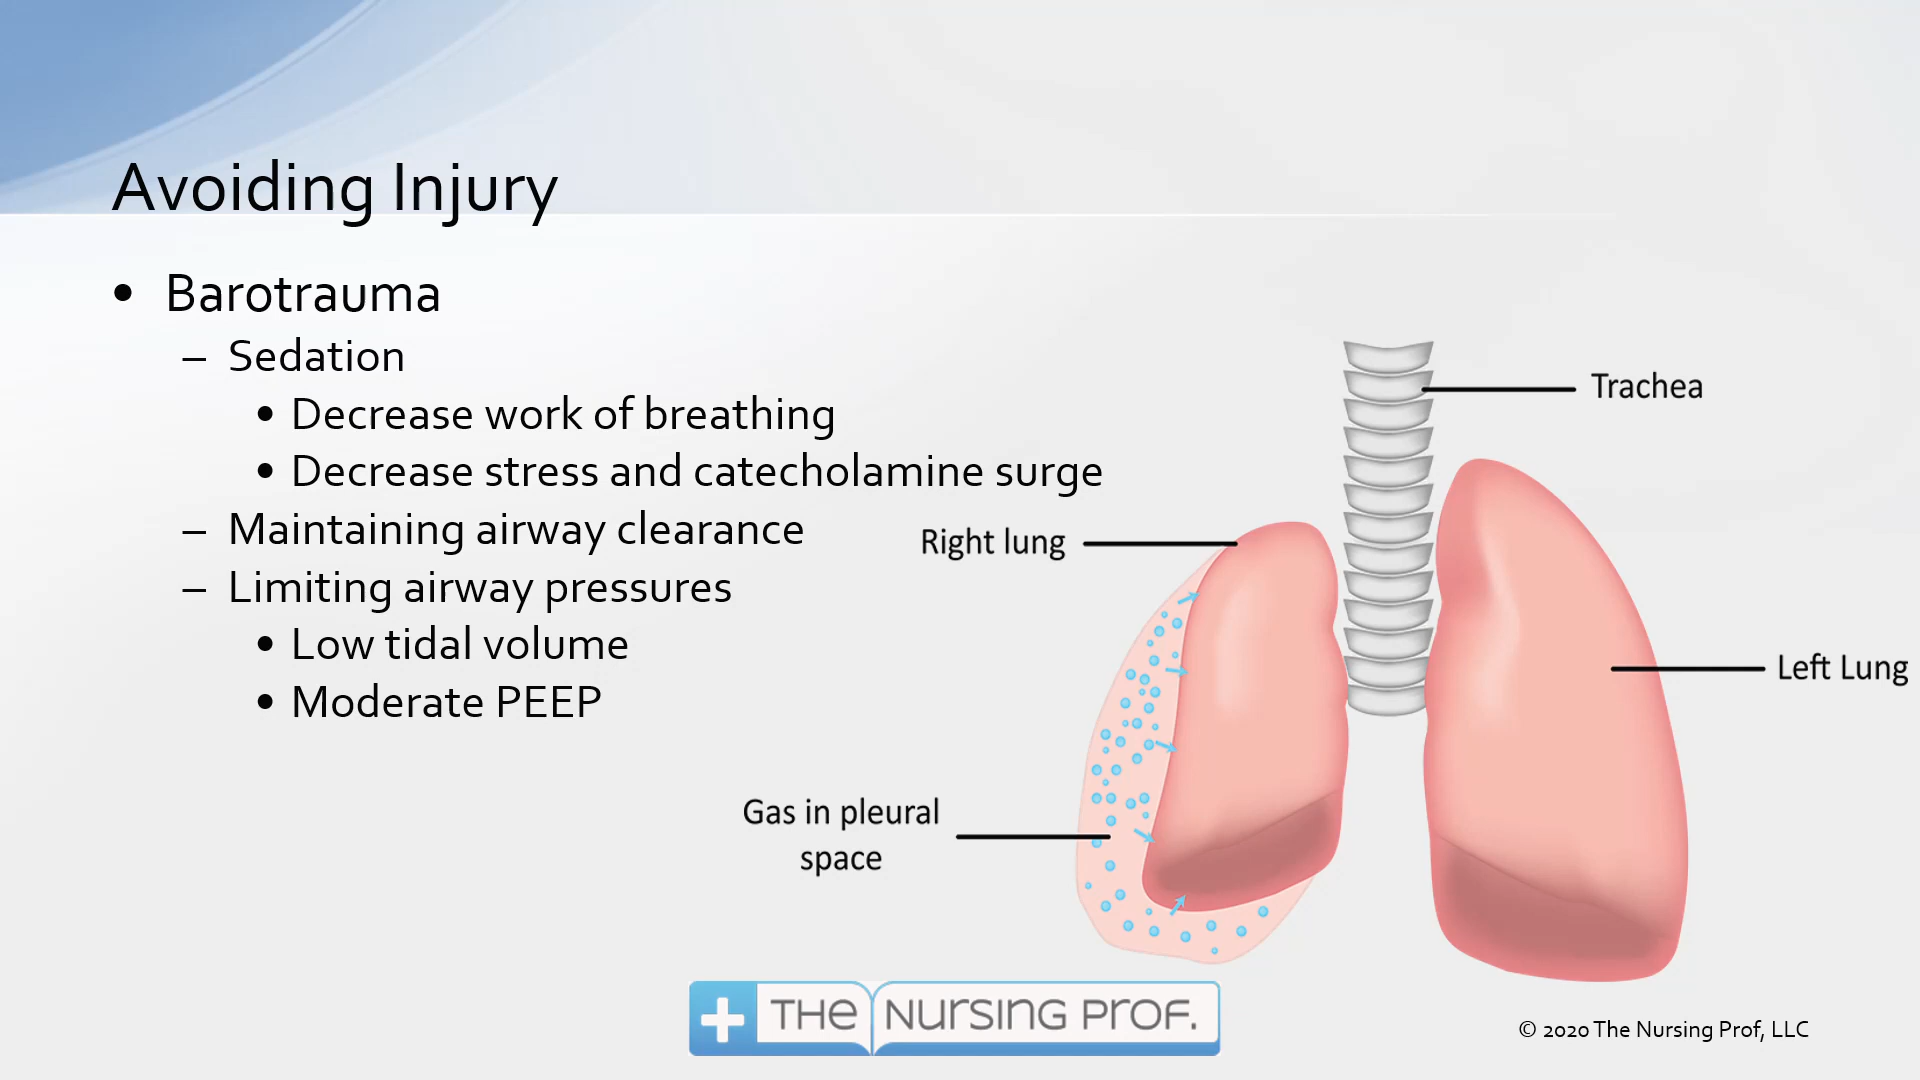 Avoiding Injury
• Barotrauma
– Sedation
• Decrease work of breathing
• Decrease stress and catecholamine surge
– Maintaining airway clearance
– Limiting airway pressures
• Low tidal volume
• Moderate PEEP
Trachea
Right lung
Left Lung
Gas in pleural
space
THE NURSING PROF.
© 2020 The Nursing Prof, LLC